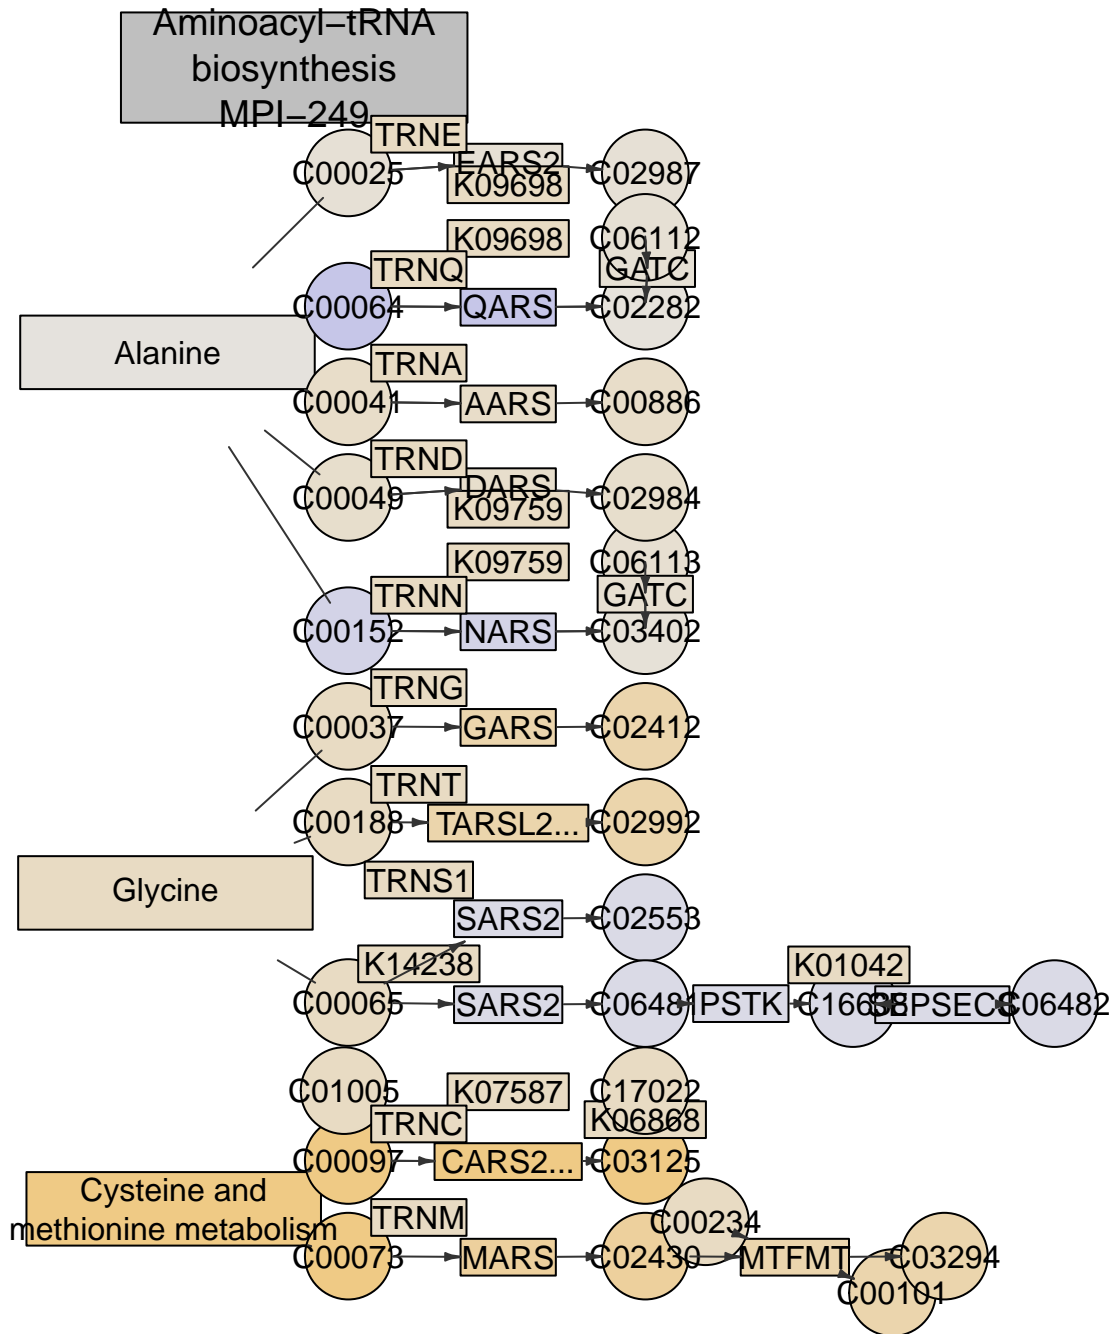 Aminoacyl−tRNA
biosynthesis
MPI−249
TRNE
C00025
EARS2
C02987
K09698
K09698
C06112
TRNQ
GATC
C00064
QARS
C02282
Alanine
TRNA
C00041
AARS
C00886
TRND
C00049
DARS
C02984
K09759
K09759
C06113
TRNN
GATC
C00152
NARS
C03402
TRNG
C00037
GARS
C02412
TRNT
C00188
TARSL2...
C02992
Glycine
TRNS1
SARS2
C02553
K14238
K01042
C00065
SARS2
C06481
PSTK
SEPSECS
C06482
C01005
K07587
C17022
TRNC
K06868
C00097
CARS2...
C03125
Cysteine and
methionine metabolism
TRNM
C00234
C00073
MARS
C02430
MTFMT
C03294
C00101